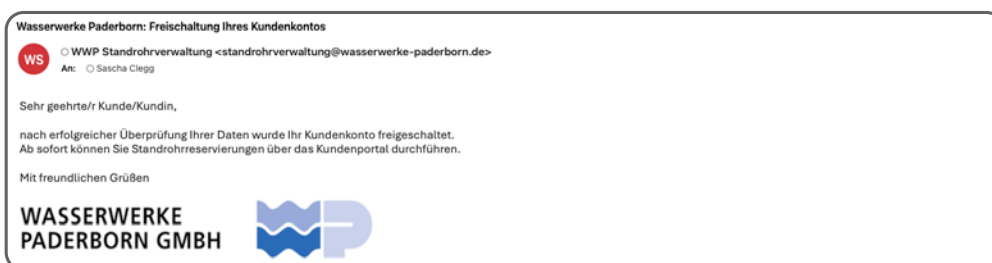 Wasserwerke Paderborn: Freischaltung Ihres Kundenkontos
WS
WWP Standrohrverwaltung <standrohrverwaltung@wasserwerke-paderborn.de>
An: Sascha Clegg
Sehr geehrte/r Kunde/Kundin,
nach erfolgreicher Überprüfung Ihrer Daten wurde Ihr Kundenkonto freigeschaltet.
Ab sofort können Sie Standrohrreservierungen über das Kundenportal durchführen.
Mit freundlichen Grüßen
WASSERWERKE
PADERBORN GMBH
WP